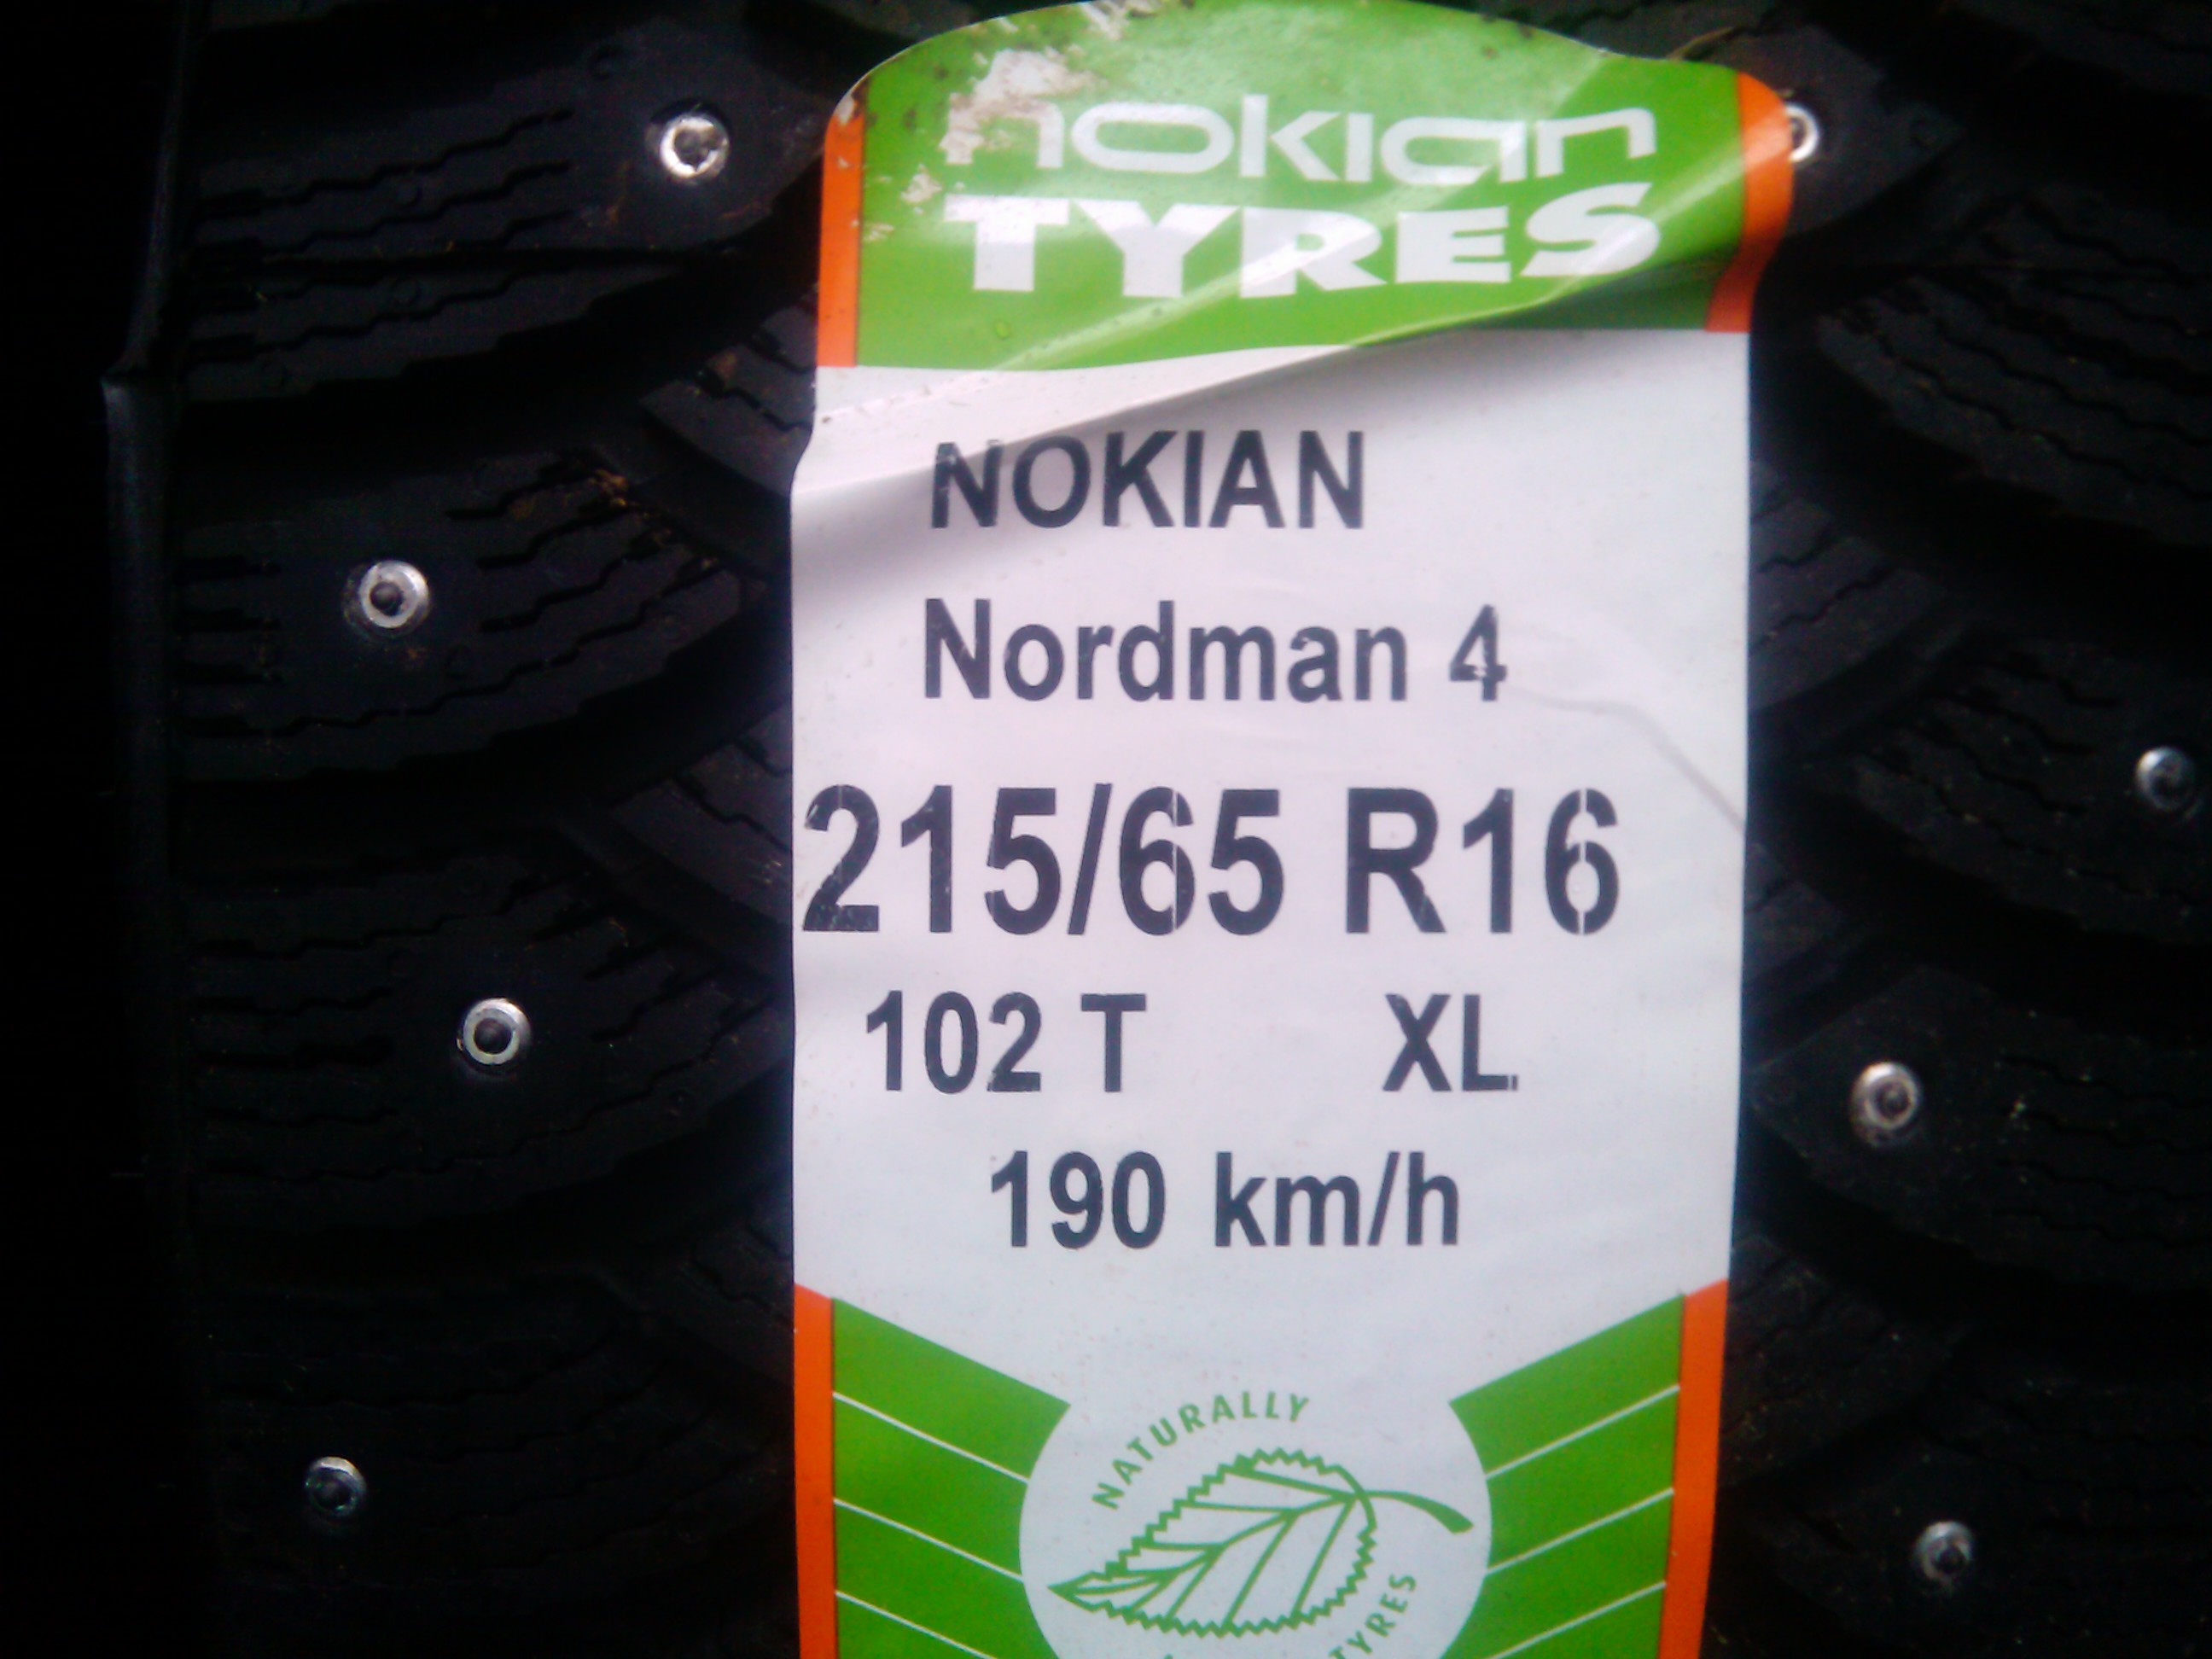 nokian
TYRES
NOKIAN
Nordman 4
215/65 R16
102 T XL
190 km/h
NATURALLY
TYRES